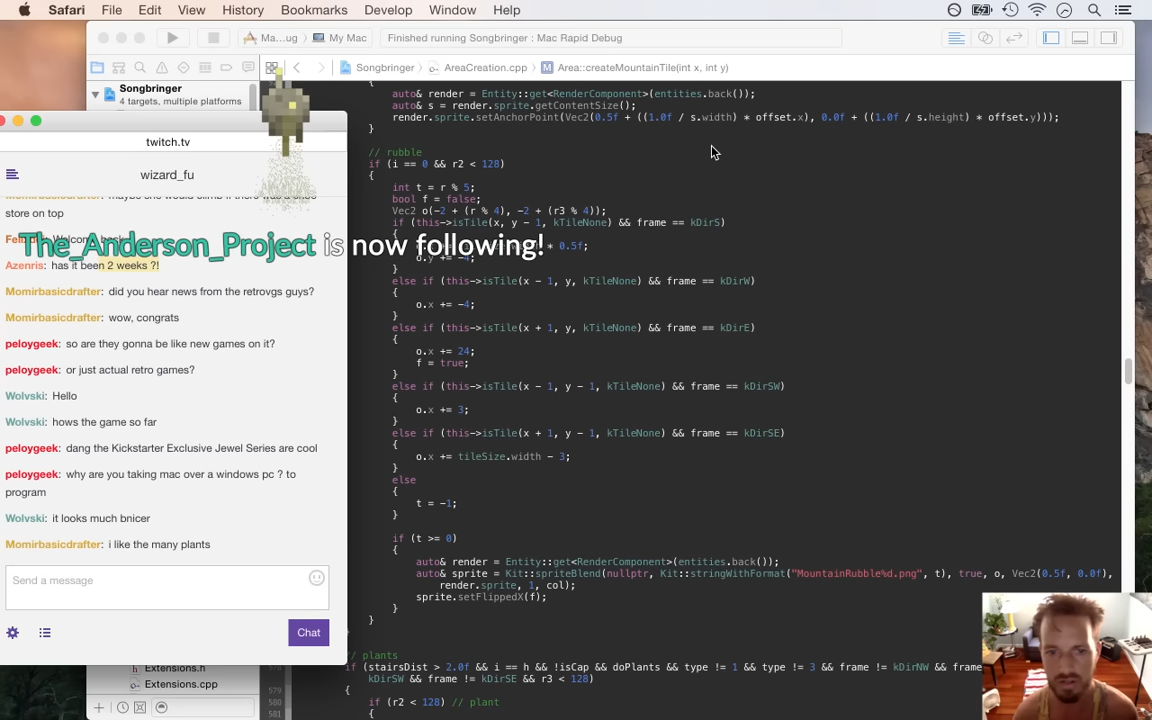 Safari File Edit View History Bookmarks Develop Window Help
Ma...ug My Mac Finished running Songbringer : Mac Rapid Debug
Songbringer AreaCreation.cpp M Area::createMountainTile(int x, int y)
Songbringer
4 targets, multiple platforms
{
auto& render = Entity::get<RenderComponent>(entities.back());
auto& s = render.sprite.getContentSize();
render.sprite.setAnchorPoint(Vec2(0.5f + ((1.0f / s.width) * offset.x), 0.0f + ((1.0f / s.height) * offset.y)));
}
// rubble
if (i == 0 && r2 < 128)
{
int t = r % 5;
bool f = false;
Vec2 o(-2 + (r % 4), -2 + (r3 % 4));
if (this->isTile(x, y - 1, kTileNone) && frame == kDirS)
* 0.5f;
else if (this->isTile(x - 1, y, kTileNone) && frame == kDirW)
{
o.x += -4;
}
else if (this->isTile(x + 1, y, kTileNone) && frame == kDirE)
{
o.x += 24;
f = true;
}
else if (this->isTile(x - 1, y - 1, kTileNone) && frame == kDirSW)
{
o.x += 3;
}
else if (this->isTile(x + 1, y - 1, kTileNone) && frame == kDirSE)
{
o.x += tileSize.width - 3;
}
else
{
t = -1;
}
if (t >= 0)
{
auto& render = Entity::get<RenderComponent>(entities.back());
auto& sprite = Kit::spriteBlend(nullptr, Kit::stringWithFormat("MountainRubble%d.png", t), true, o, Vec2(0.5f, 0.0f),
render.sprite, 1, col);
sprite.setFlippedX(f);
}
}
// plants
if (stairsDist > 2.0f && i == h && !isCap && doPlants && type != 1 && type != 3 && frame != kDirNW && frame
kDirSW && frame != kDirSE && r3 < 128)
579 {
580 if (r2 < 128) // plant
581 {
twitch.tv
wizard_fu
store on top
The_Anderson_Project is now following!
Azenris: has it been 2 weeks ?!
Momirbasicdrafter: did you hear news from the retrovgs guys?
Momirbasicdrafter: wow, congrats
peloygeek: so are they gonna be like new games on it?
peloygeek: or just actual retro games?
Wolvski: Hello
Wolvski: hows the game so far
peloygeek: dang the Kickstarter Exclusive Jewel Series are cool
peloygeek: why are you taking mac over a windows pc ? to
program
Wolvski: it looks much bnicer
Momirbasicdrafter: i like the many plants
Send a message
Chat
Extensions.h
Extensions.cpp